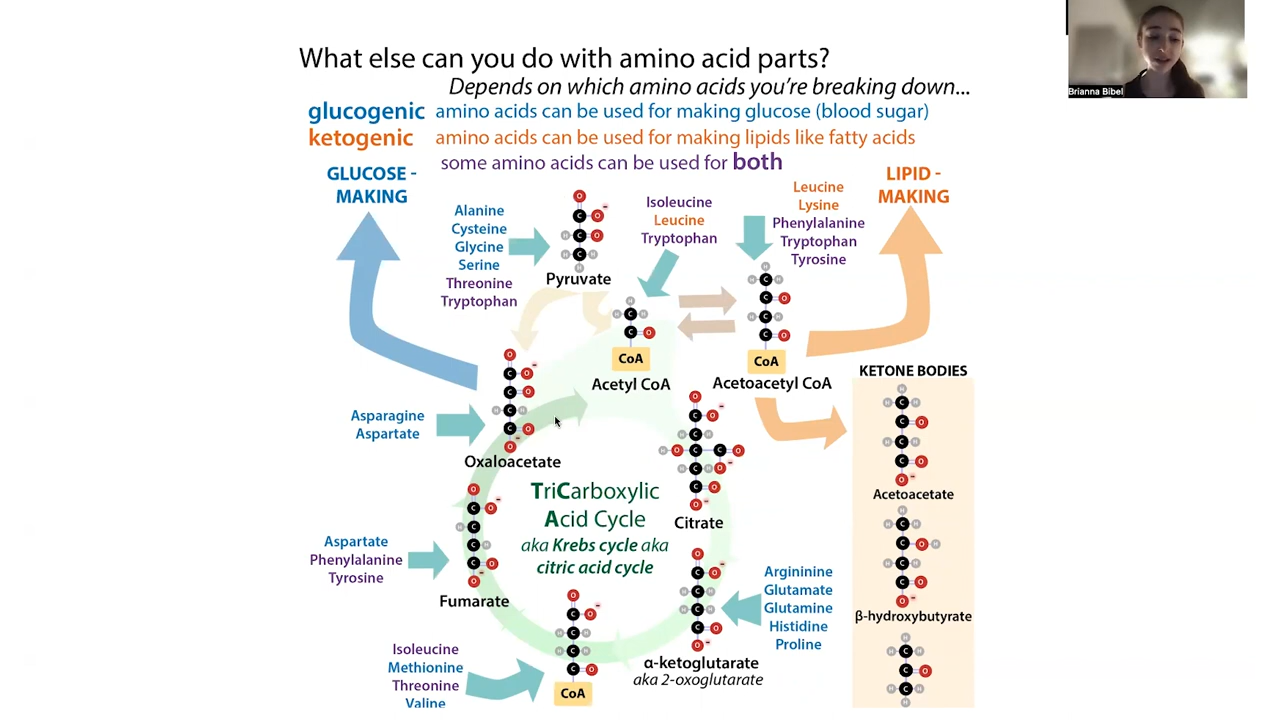 What else can you do with amino acid parts?
Depends on which amino acids you're breaking down...
glucogenic amino acids can be used for making glucose (blood sugar)
ketogenic amino acids can be used for making lipids like fatty acids
some amino acids can be used for both
GLUCOSE -
MAKING
LIPID -
MAKING
Brianna Bibel
Alanine
Cysteine
Glycine
Serine
Threonine
Tryptophan
Pyruvate
Isoleucine
Leucine
Tryptophan
Leucine
Lysine
Phenylalanine
Tryptophan
Tyrosine
CoA
Acetyl CoA
CoA
Acetoacetyl CoA
KETONE BODIES
Acetoacetate
β-hydroxybutyrate
Asparagine
Aspartate
Oxaloacetate
TriCarboxylic
Acid Cycle
aka Krebs cycle aka
citric acid cycle
Citrate
Aspartate
Phenylalanine
Tyrosine
Fumarate
Argininine
Glutamate
Glutamine
Histidine
Proline
α-ketoglutarate
aka 2-oxoglutarate
Isoleucine
Methionine
Threonine
Valine
CoA